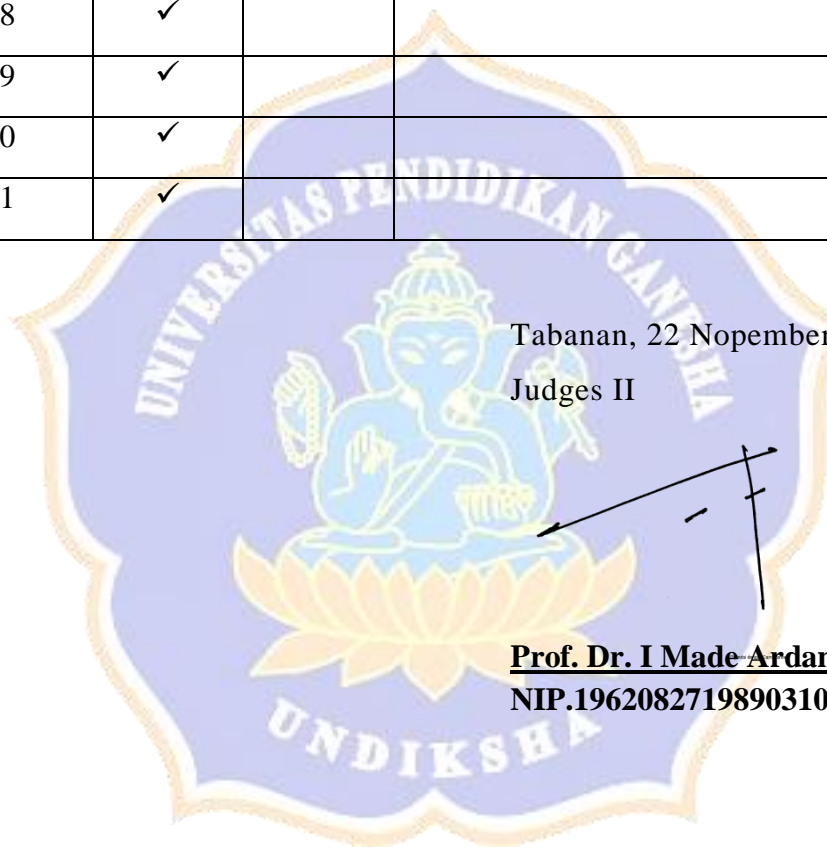 8 ✓
9 ✓
0 ✓
1 ✓
UNIVERSITAS PENDIDIKAN GANESHA
Tabanan, 22 Nopember
Judges II
Prof. Dr. I Made Ardan
NIP.1962082719890310
UNDIKSHA